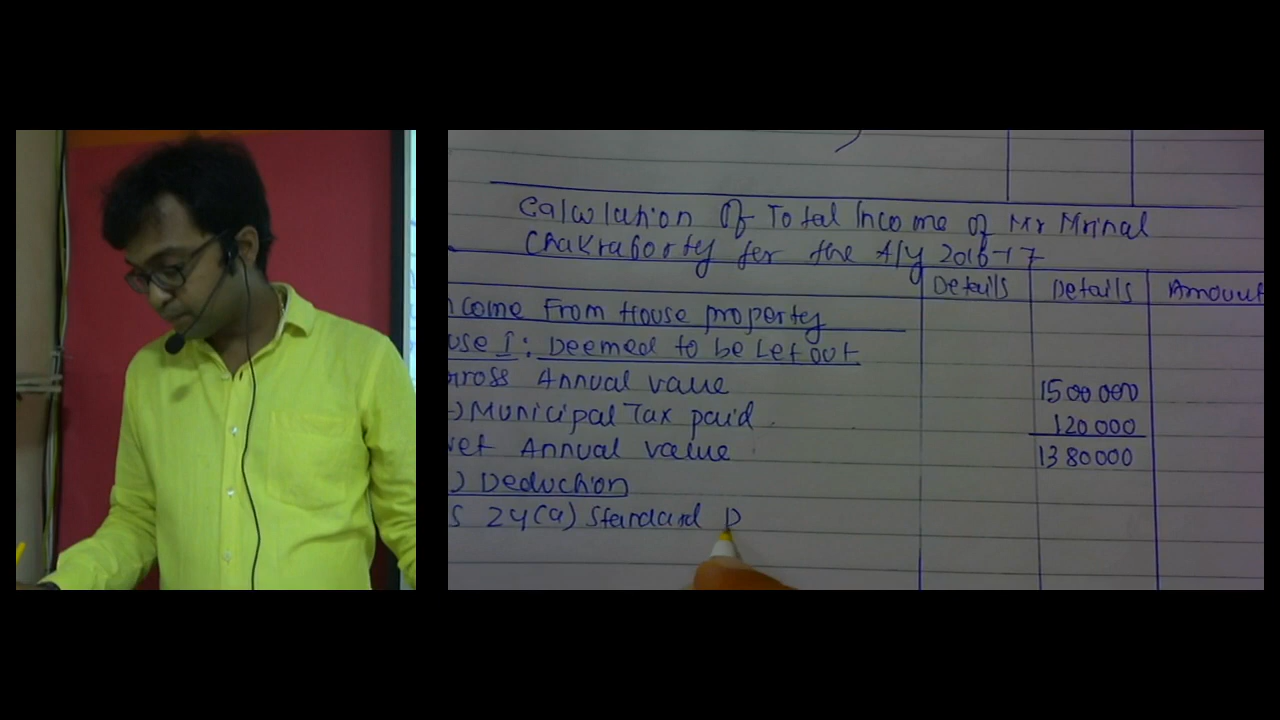 Calculation Of Total Income of Mr Mrinal
Chakraborty for the A/y 2016-17
Details Details Amount
ncome From House property
use I: Deemed to be Let out
ross Annual value 1500000
-) Municipal Tax paid 120000
et Annual value 1380000
) Deduction
s 24(a) Standard D